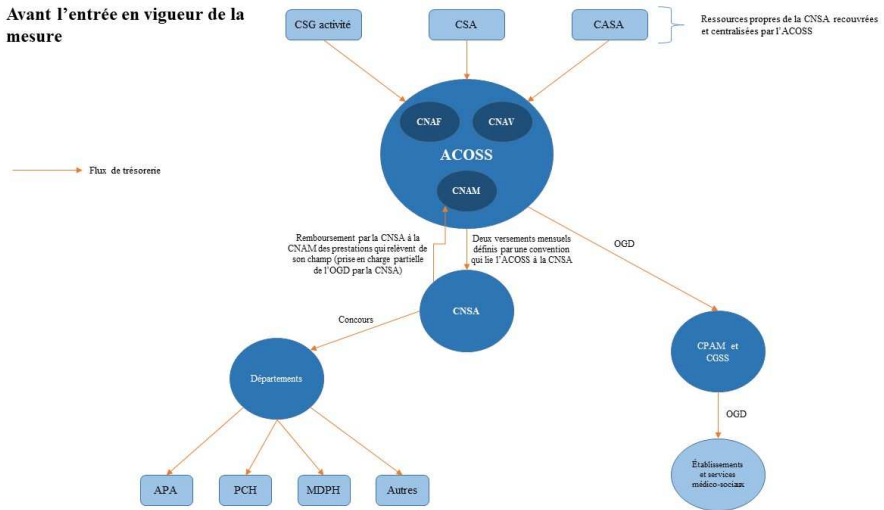 Avant l’entrée en vigueur de la
mesure
CSG activité
CSA
CASA
Ressources propres de la CNSA recouvrées
et centralisées par l’ACOSS
CNAF
CNAV
ACOSS
CNAM
Flux de trésorerie
Remboursement par la CNSA à la
CNAM des prestations qui relèvent de
son champ (prise en charge partielle
de l’OGD par la CNSA)
Deux versements mensuels
définis par une convention
qui lie l’ACOSS à la CNSA
OGD
CNSA
Concours
CPAM et
CGSS
Départements
OGD
Établissements
et services
médico-sociaux
APA
PCH
MDPH
Autres